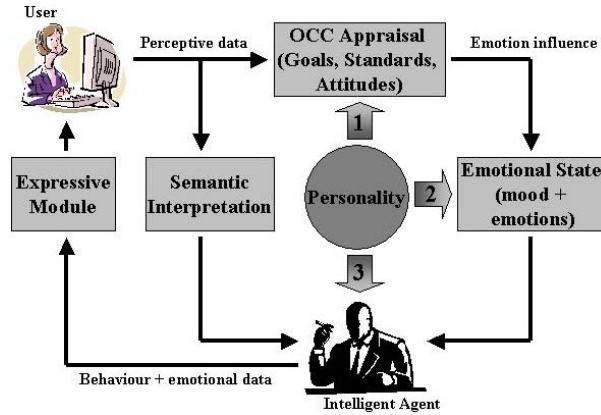 User
Perceptive data
OCC Appraisal
(Goals, Standards,
Attitudes)
Emotion influence
1
Expressive
Module
Semantic
Interpretation
Personality
2
Emotional State
(mood +
emotions)
3
Behaviour + emotional data
Intelligent Agent